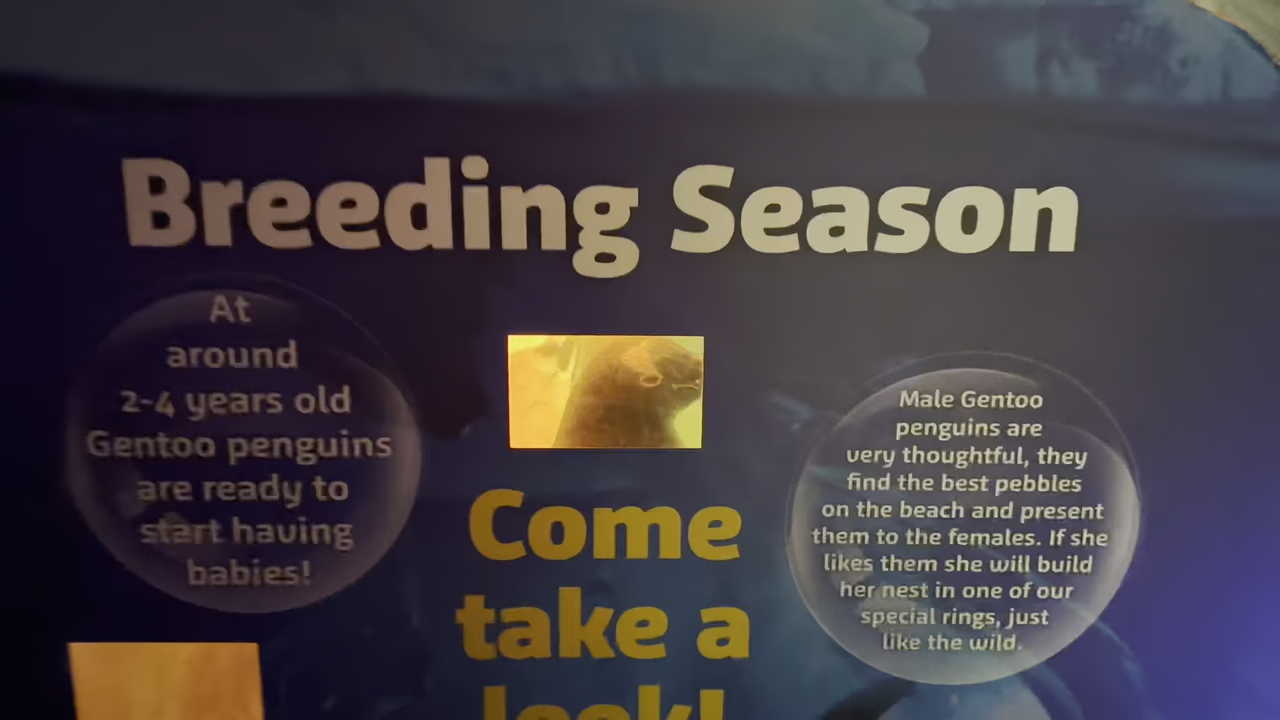 Breeding Season
At
around
2-4 years old
Gentoo penguins
are ready to
start having
babies!
Come
take a
look!
Male Gentoo
penguins are
very thoughtful, they
find the best pebbles
on the beach and present
them to the females. If she
likes them she will build
her nest in one of our
special rings, just
like the wild.